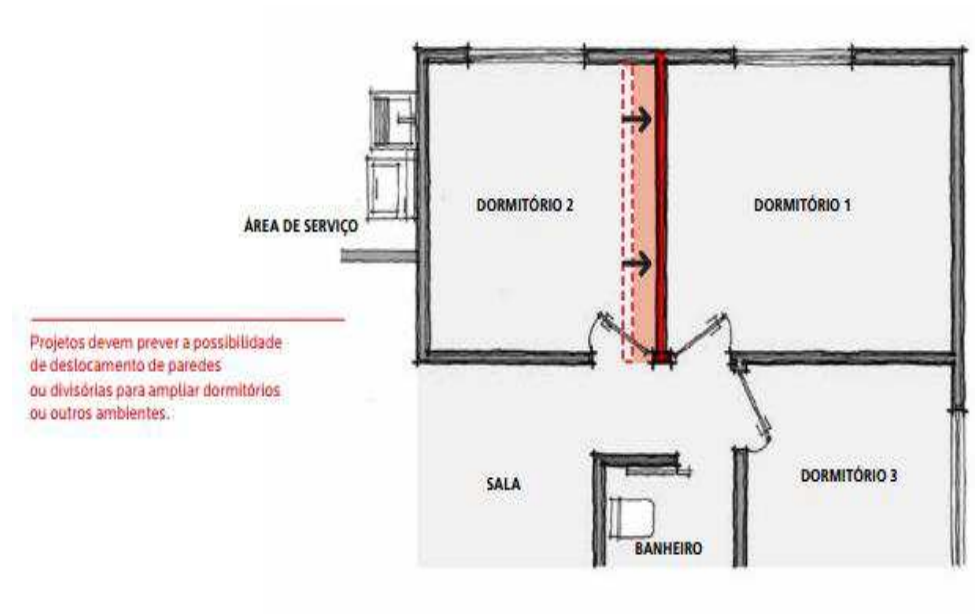 DORMITÓRIO 2
DORMITÓRIO 1
ÁREA DE SERVIÇO
Projetos devem prever a possibilidade
de deslocamento de paredes
ou divisórias para ampliar dormitórios
ou outros ambientes.
SALA
DORMITÓRIO 3
BANHEIRO